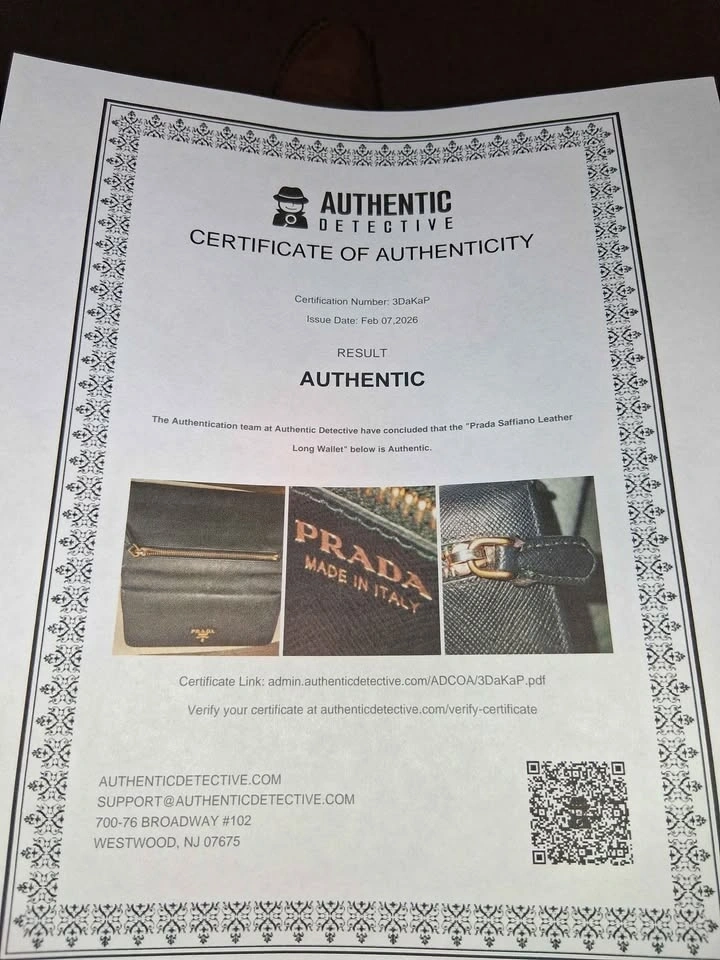 AUTHENTIC
DETECTIVE
CERTIFICATE OF AUTHENTICITY
Certification Number: 3DaKaP
Issue Date: Feb 07,2026
RESULT
AUTHENTIC
The Authentication team at Authentic Detective have concluded that the "Prada Saffiano Leather
Long Wallet" below is Authentic.
PRADA
PRADA
MADE IN ITALY
Certificate Link: admin.authenticdetective.com/ADCOA/3DaKaP.pdf
Verify your certificate at authenticdetective.com/verify-certificate
AUTHENTICDETECTIVE.COM
SUPPORT@AUTHENTICDETECTIVE.COM
700-76 BROADWAY #102
WESTWOOD, NJ 07675